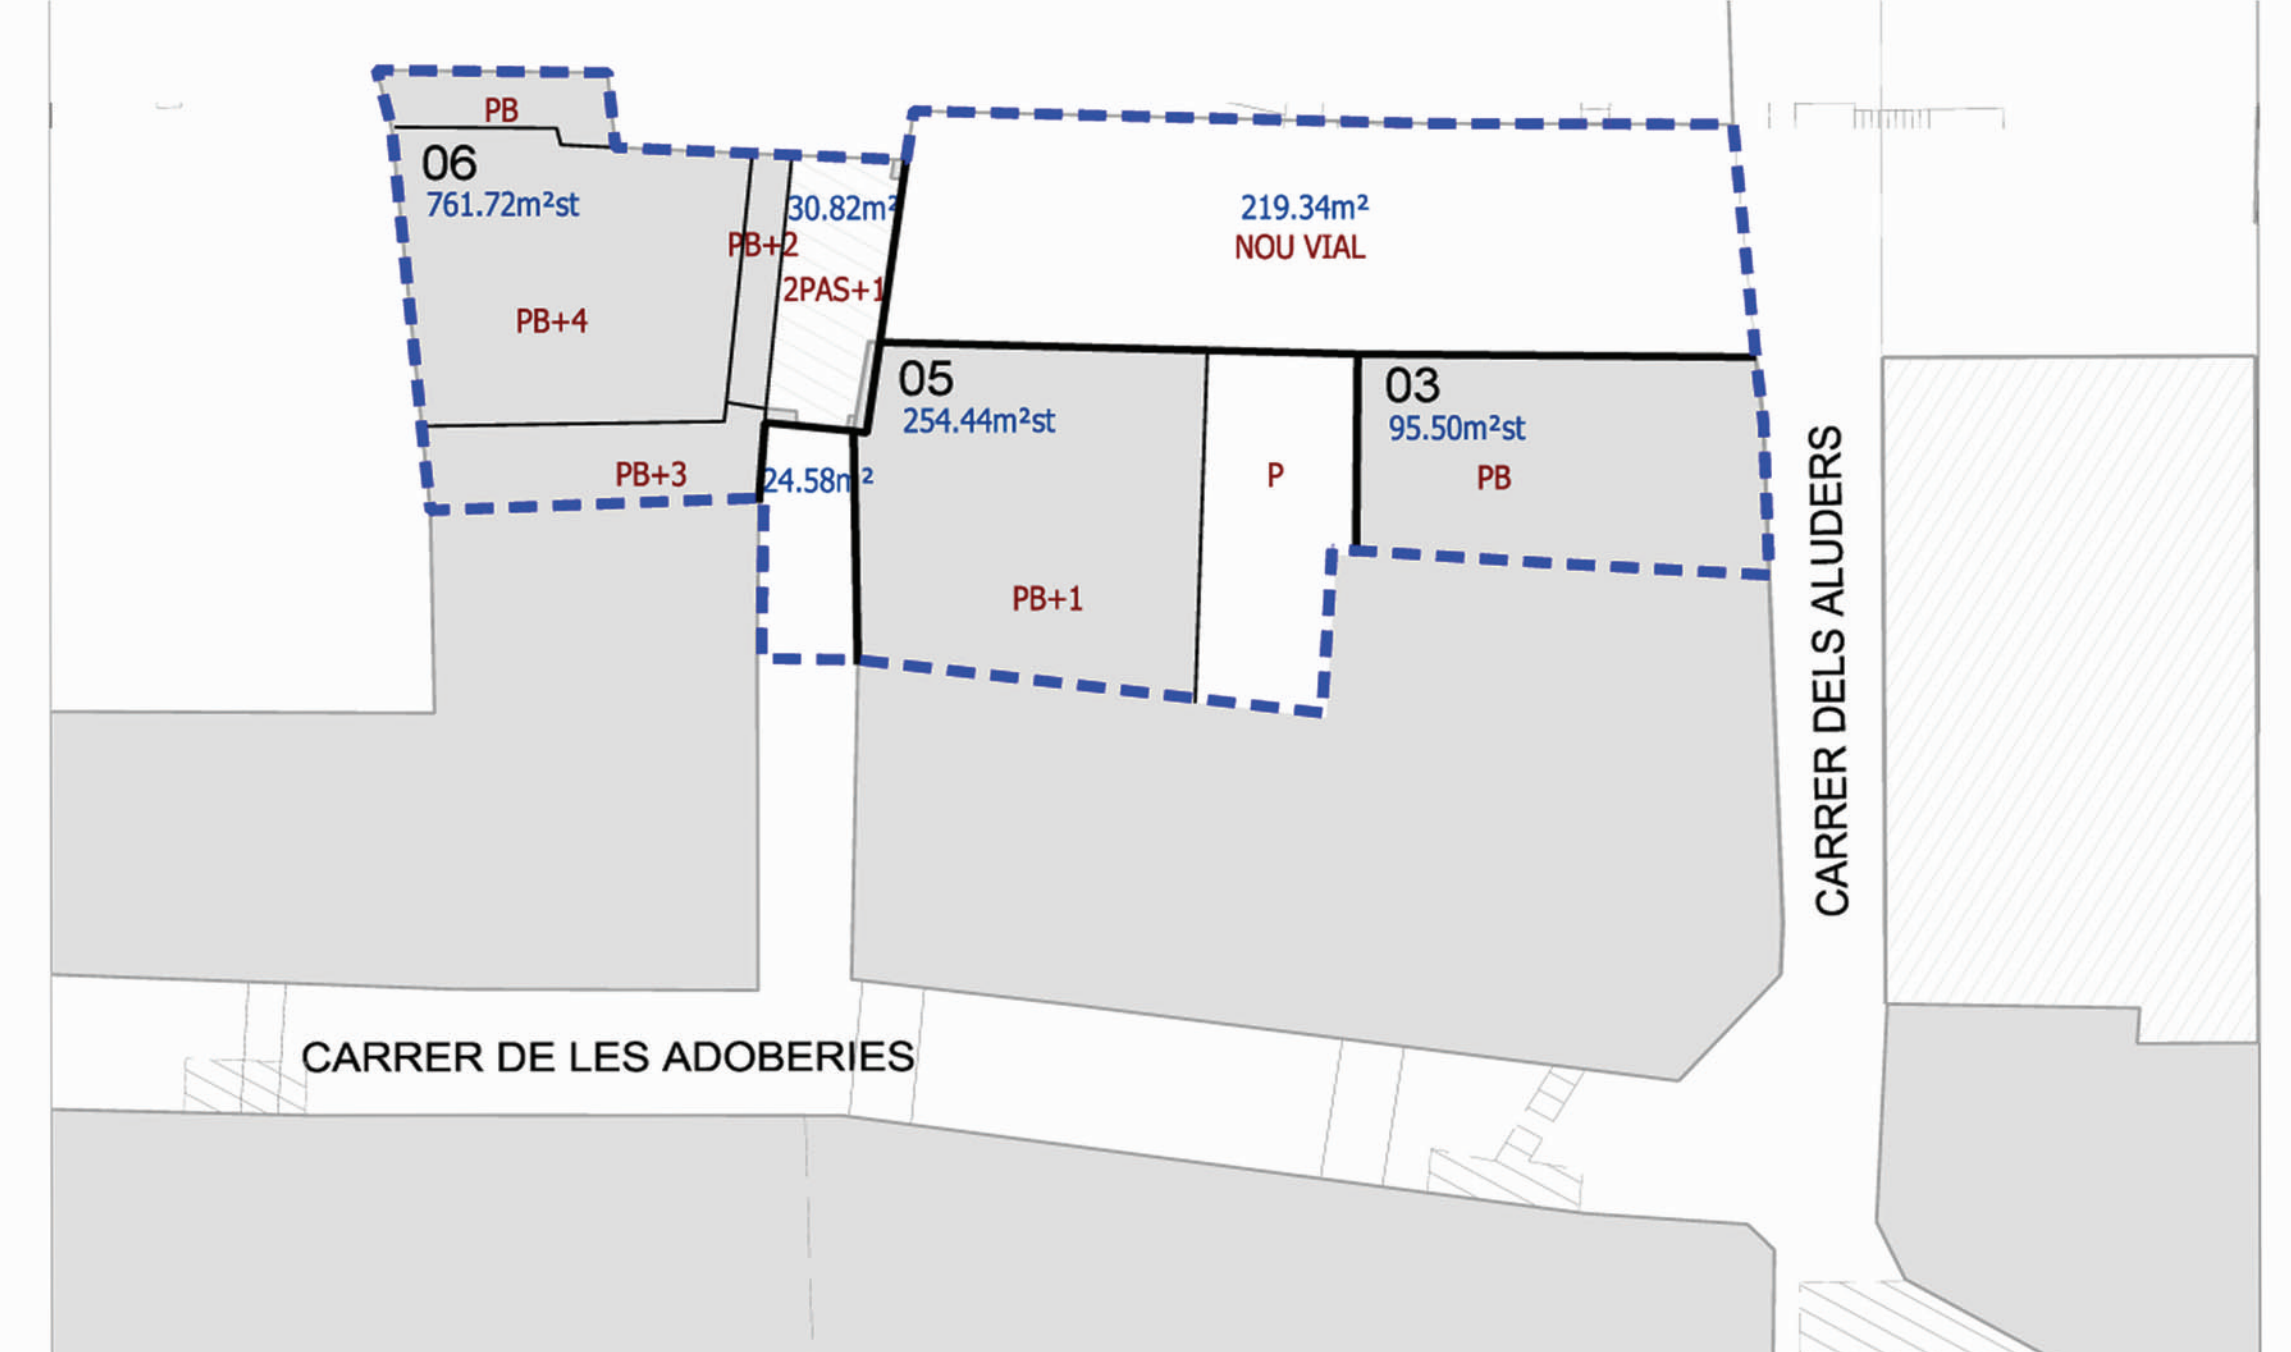 PB
06
761.72m²st
30.82m²
219.34m²
PB+2
NOU VIAL
2PAS+1
PB+4
05
254.44m²st
03
95.50m²st
PB+3
24.58m²
P
PB
PB+1
CARRER DELS ALUDERS
CARRER DE LES ADOBERIES